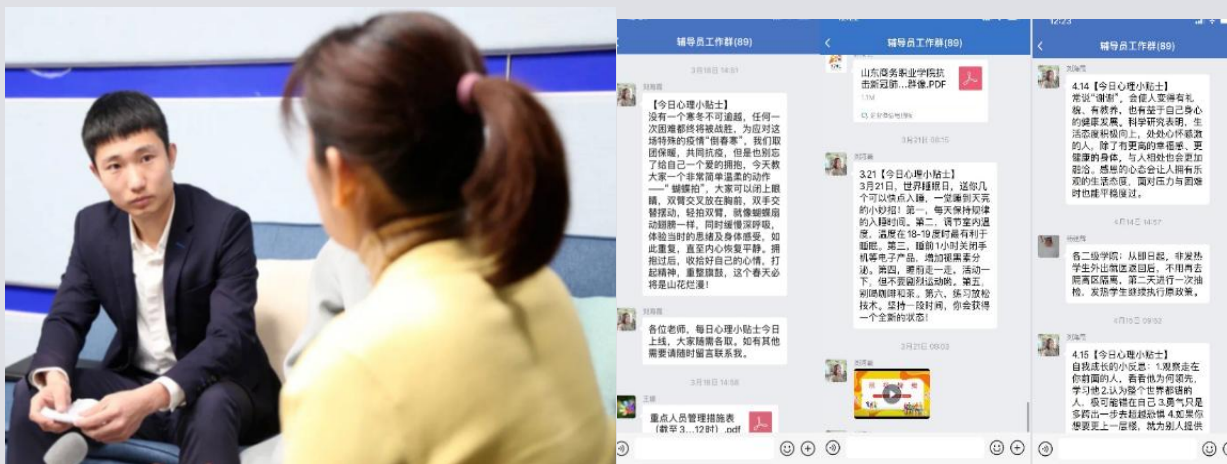 辅导员工作群(89)
3月18日 14:51
【今日心理小贴士】
没有一个寒冬不可逾越，任何一
次困难都终将被战胜，为应对这
场特殊的疫情“倒春寒”，我们取
团保暖，共同抗疫，但是也别忘
了给自己一个爱的拥抱，今天教
大家一个非常简单温柔的动作
——“蝴蝶拍”，大家可以闭上眼
睛，双臂交叉放在胸前，双手交
替摆动，轻拍双臂，就像蝴蝶扇
动翅膀一样，同时缓慢深呼吸，
体验当时的思绪及身体感受，如
此重复，直至内心恢复平静。拥
抱过后，收拾好自己的心情，打
起精神，重整旗鼓，这个春天必
将是山花烂漫！
各位老师，每日心理小贴士今日
上线，大家随需各取。如有其他
需要请随时留言联系我。
3月18日 14:58
重点人员管理措施表
（截至 3...12时）.pdf
辅导员工作群(89)
山东商务职业学院抗
击新冠肺...群像.PDF
1.1M
3月21日 08:15
3.21【今日心理小贴士】
3月21日，世界睡眠日，送你几
个可以快点入睡，一觉睡到天亮
的小妙招！第一，每天保持规律
的入睡时间。第二，调节室内温
度，温度在18-19度时最有利于
睡眠。第三，睡前1小时关闭手
机等电子产品，增加褪黑素分
泌。第四，睡前走一走，活动一
下，但不要剧烈运动哟。第五，
别喝咖啡和茶。第六，练习放松
技术。坚持一段时间，你会获得
一个全新的状态！
3月21日 09:03
12:23
辅导员工作群(89)
4.14【今日心理小贴士】
常说“谢谢”，会使人变得有礼
貌、有教养，也有益于自己身心
的健康发展。科学研究表明，生
活态度积极向上，处处心怀感激
的人，除了有更高的幸福感、更
健康的身体，与人相处也会更加
融洽。感恩的心态会让人拥有乐
观的生活态度，面对压力与困难
时也能平稳度过。
4月14日 14:57
各二级学院：从即日起，非发热
学生外出就医返回后，不用再去
隔离区隔离，第二天进行一次抽
检，发热学生继续执行原政策。
4月15日 09:02
4.15【今日心理小贴士】
自我成长的小反思：1.观察走在
你前面的人，看看他为何领先，
学习他2.认为整个世界都错的
人，极可能错在自己 3.勇气只是
多跨出一步去超越恐惧 4.如果你
想要更上一层楼，就为别人提供